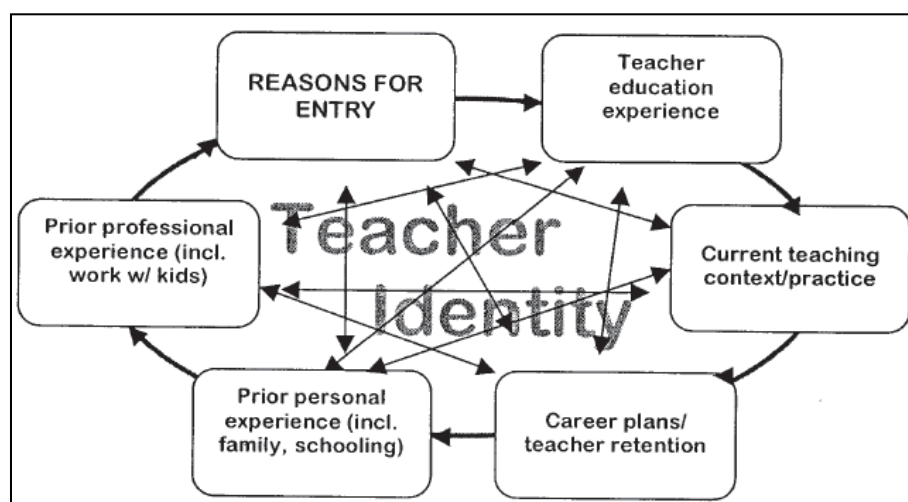 REASONS FOR
ENTRY
Teacher
education
experience
Prior professional
experience (incl.
work w/ kids)
Teacher
Identity
Current teaching
context/practice
Prior personal
experience (incl.
family, schooling)
Career plans/
teacher retention